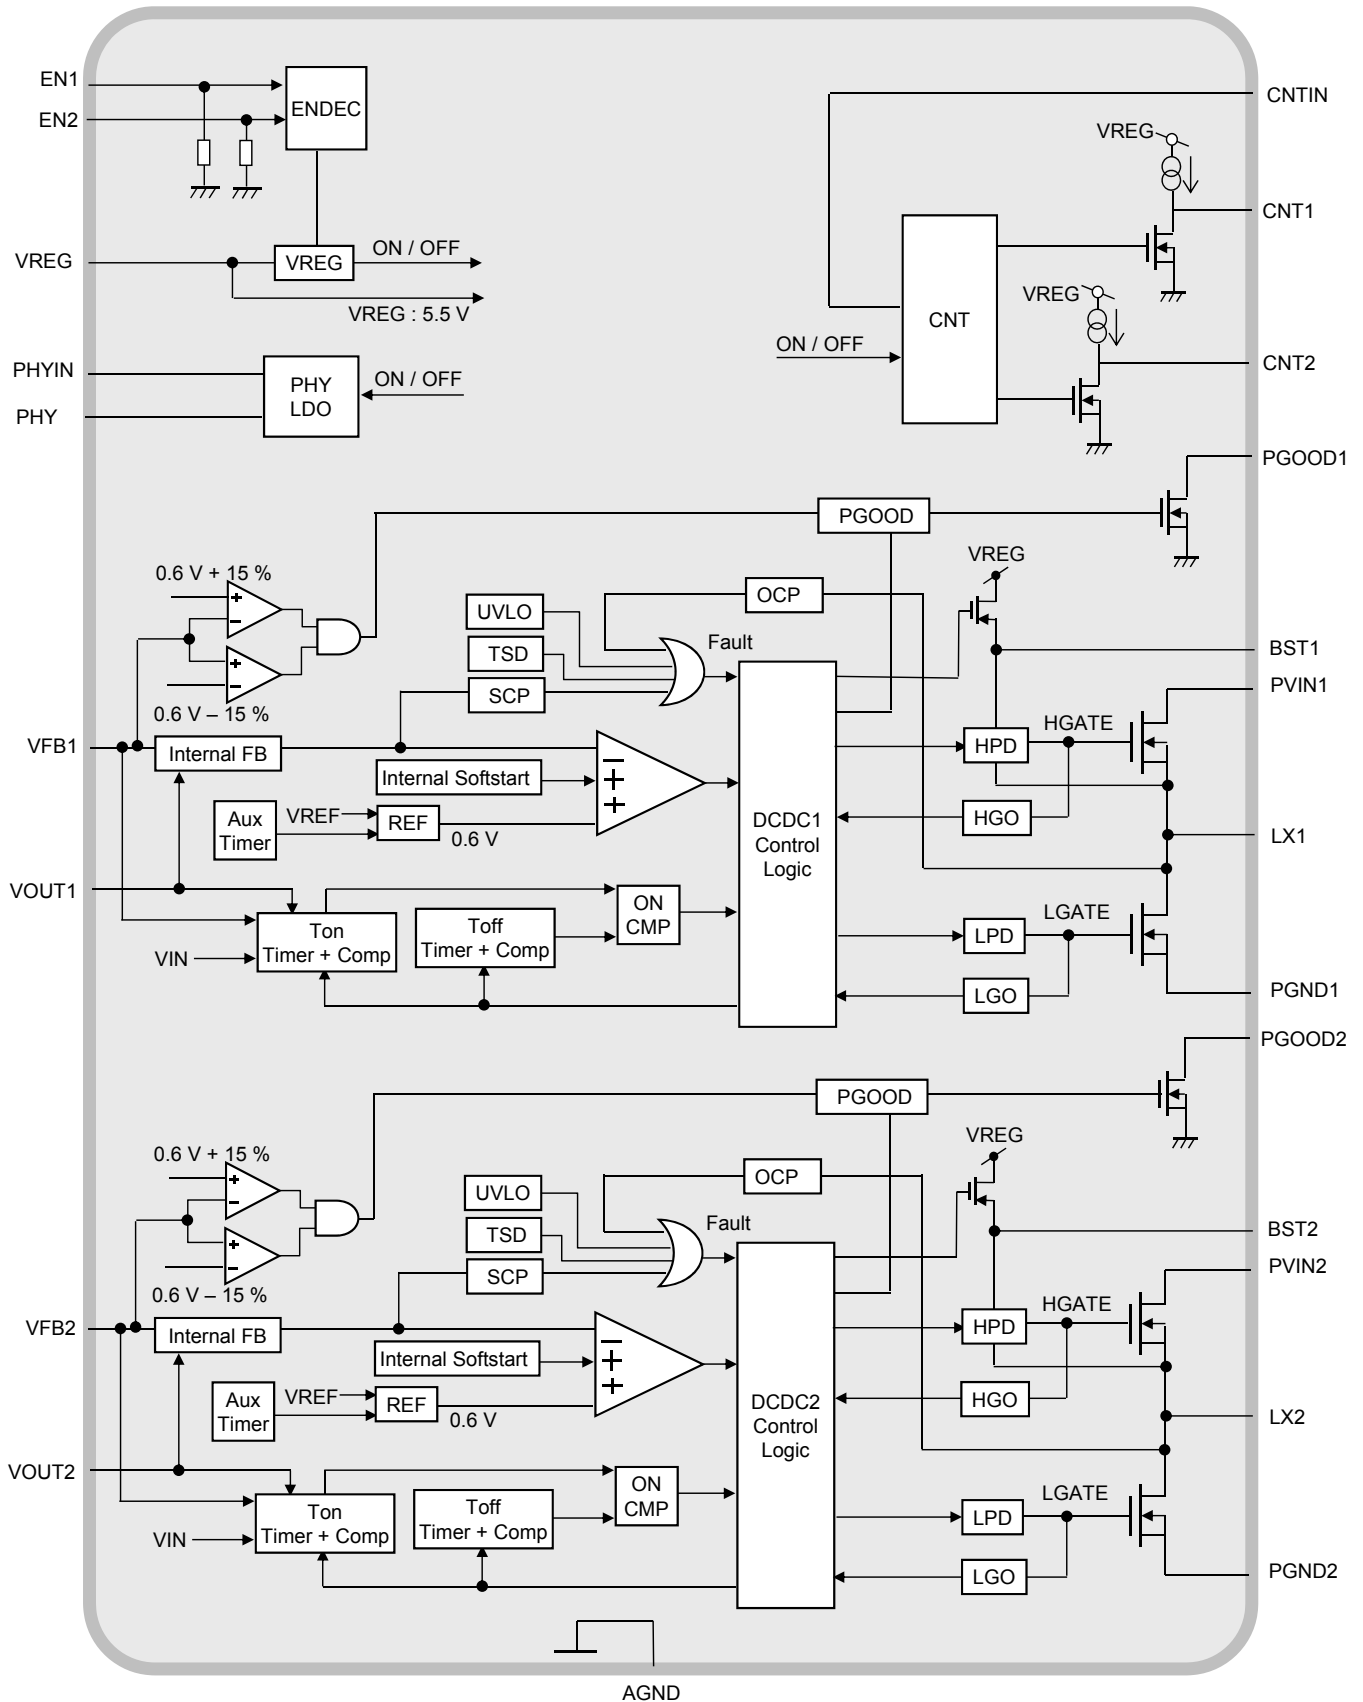 EN1
ENDEC
EN2
CNTIN
VREG
CNT1
VREG
VREG
ON / OFF
VREG : 5.5 V
VREG
CNT
ON / OFF
CNT2
PHYIN
PHY
LDO
ON / OFF
PHY
PGOOD1
PGOOD
VREG
0.6 V + 15 %
+
−
+
−
0.6 V – 15 %
OCP
UVLO
TSD
SCP
Fault
BST1
PVIN1
VFB1
Internal FB
Internal Softstart
−
+
+
HPD
HGATE
Aux
Timer
VREF
REF
0.6 V
DCDC1
Control
Logic
HGO
LX1
VOUT1
Ton
Timer + Comp
Toff
Timer + Comp
ON
CMP
VIN
LPD
LGATE
LGO
PGND1
PGOOD2
PGOOD
VREG
0.6 V + 15 %
+
−
+
−
0.6 V – 15 %
OCP
UVLO
TSD
SCP
Fault
BST2
PVIN2
VFB2
Internal FB
Internal Softstart
−
+
+
HPD
HGATE
Aux
Timer
VREF
REF
0.6 V
DCDC2
Control
Logic
HGO
LX2
VOUT2
Ton
Timer + Comp
Toff
Timer + Comp
ON
CMP
VIN
LPD
LGATE
LGO
PGND2
AGND